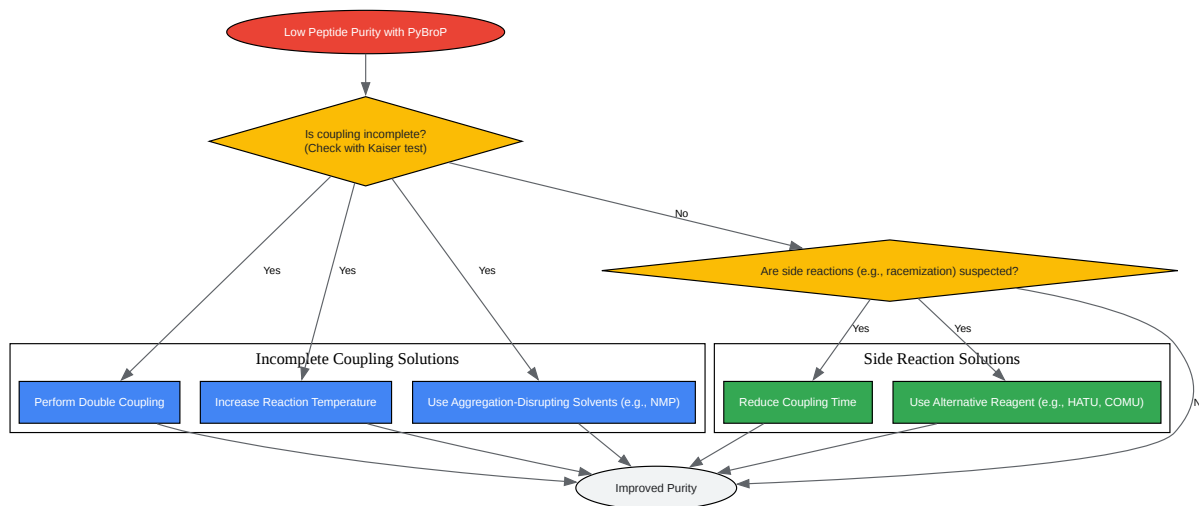 Low Peptide Purity with PyBroP
Is coupling incomplete?
(Check with Kaiser test)
No
Are side reactions (e.g., racemization) suspected?
Yes
Yes
Yes
Yes
Yes
Incomplete Coupling Solutions
Side Reaction Solutions
Perform Double Coupling
Increase Reaction Temperature
Use Aggregation-Disrupting Solvents (e.g., NMP)
Reduce Coupling Time
Use Alternative Reagent (e.g., HATU, COMU)
Improved Purity